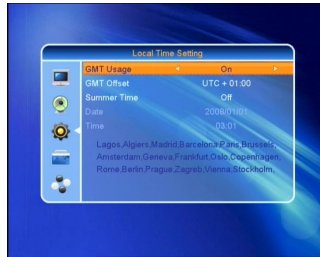 Local Time Setting
GMT Usage On
GMT Offset UTC + 01:00
Summer Time Off
Date 2008/01/01
Time 03:01
Lagos,Algiers,Madrid,Barcelona,Paris,Brussels,
Amsterdam,Geneva,Frankfurt,Oslo,Copenhagen,
Rome,Berlin,Prague,Zagreb,Vienna,Stockholm,